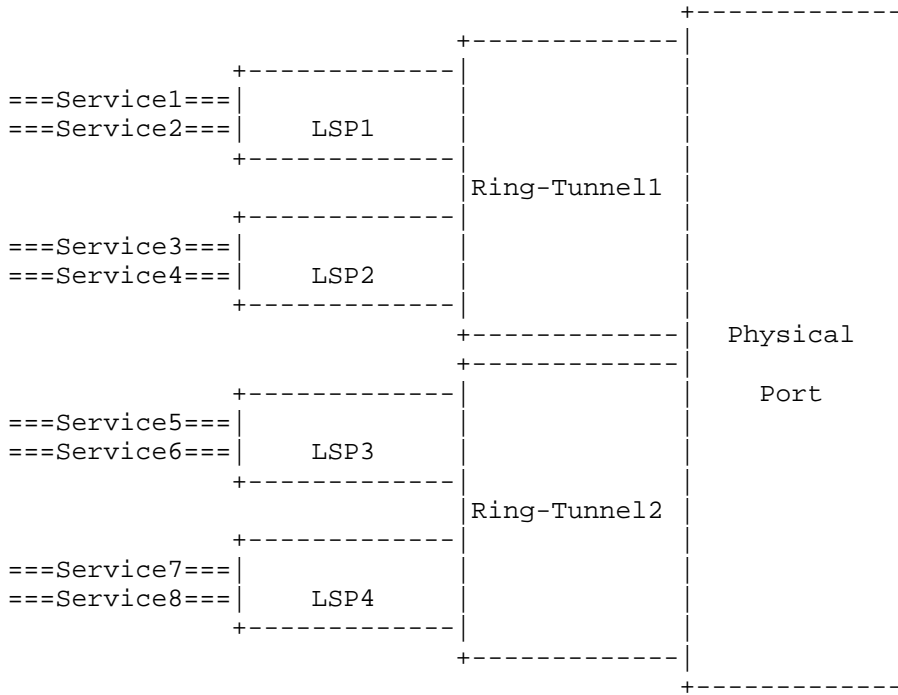 ===Service1===
===Service2=== LSP1
Ring-Tunnel1
===Service3===
===Service4=== LSP2
Physical
Port
===Service5===
===Service6=== LSP3
Ring-Tunnel2
===Service7===
===Service8=== LSP4